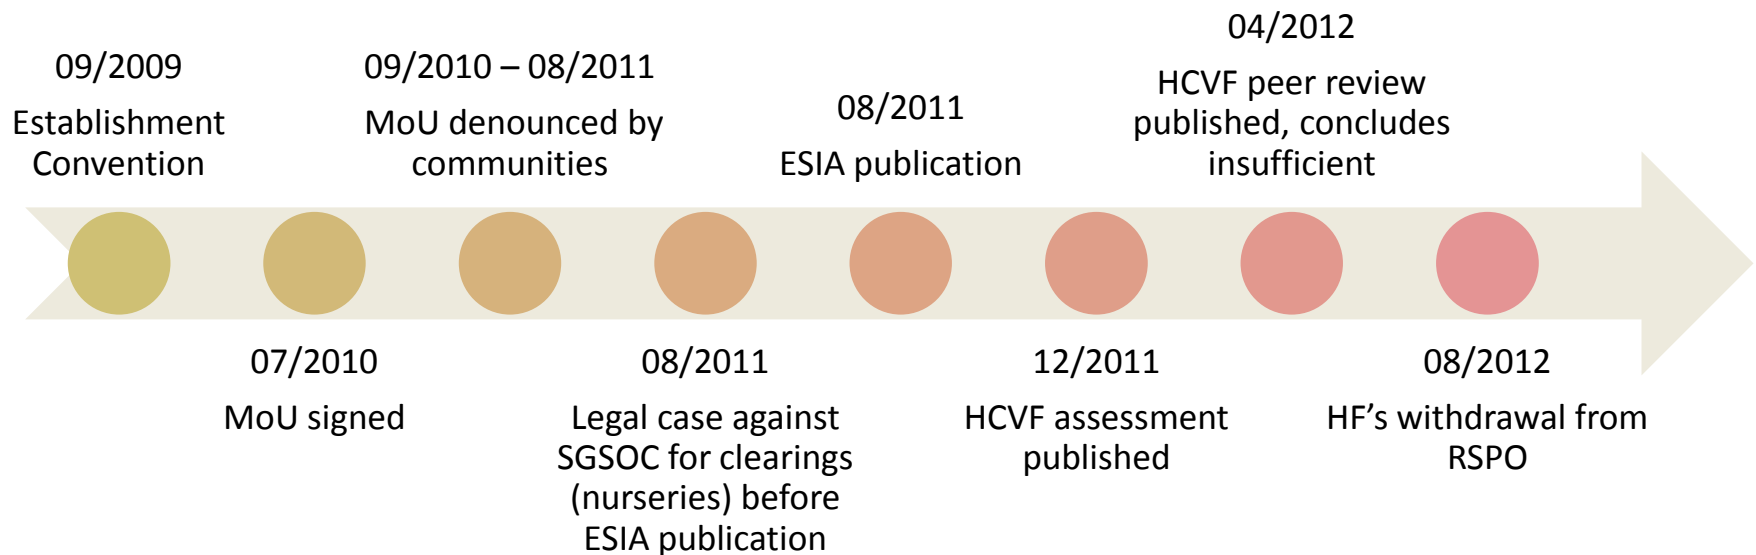 09/2009
Establishment
Convention
07/2010
MoU signed
09/2010 – 08/2011
MoU denounced by
communities
08/2011
Legal case against
SGSOC for clearings
(nurseries) before
ESIA publication
08/2011
ESIA publication
12/2011
HCVF assessment
published
04/2012
HCVF peer review
published, concludes
insufficient
08/2012
HF’s withdrawal from
RSPO